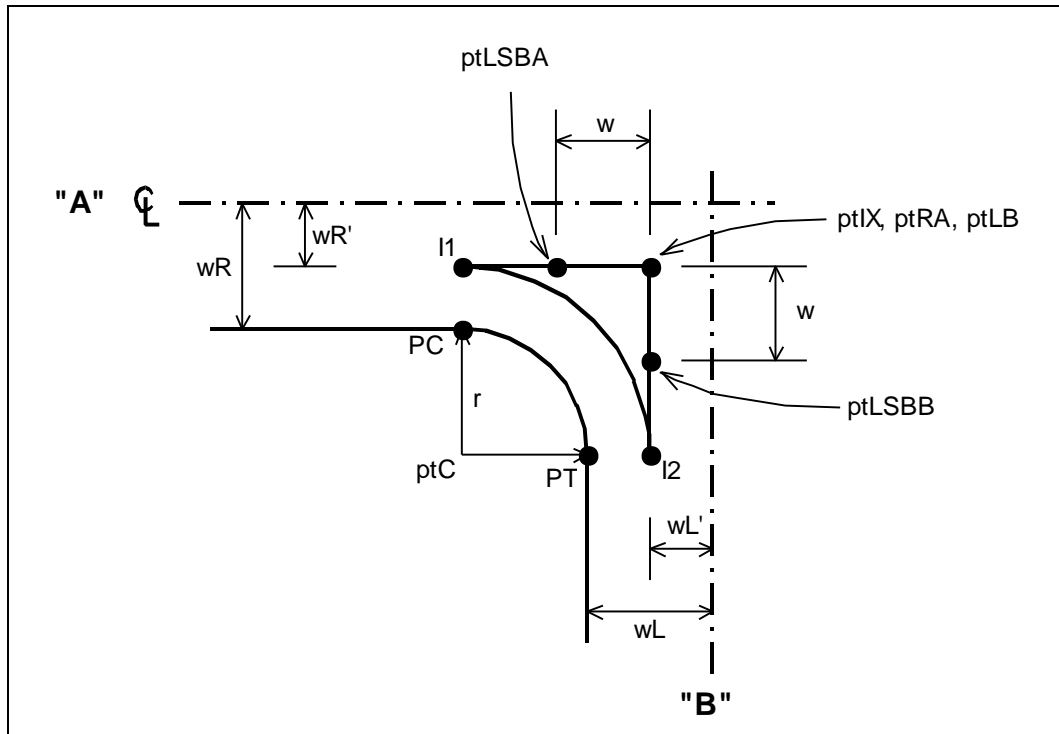 ptLSBA
w
"A" ℄
wR'
ptIX, ptRA, ptLB
I1
wR
w
PC
r
ptLSBB
ptC
PT
I2
wL'
wL
"B"